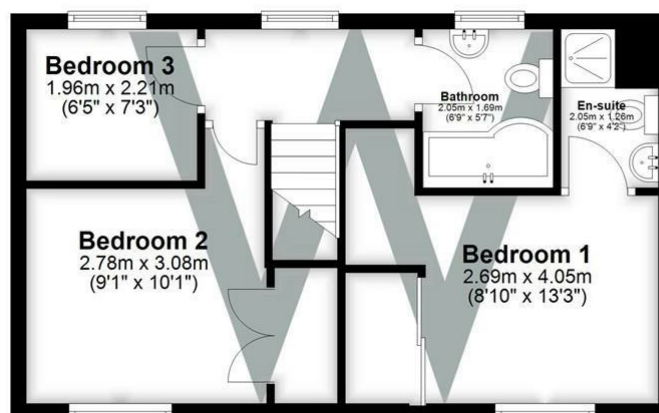 Bedroom 3
1.96m x 2.21m
(6'5" x 7'3")
Bathroom
2.05m x 1.69m
(6'9" x 5'7")
En-suite
2.05m x 1.26m
(6'9" x 4'2")
Bedroom 2
2.78m x 3.08m
(9'1" x 10'1")
Bedroom 1
2.69m x 4.05m
(8'10" x 13'3")